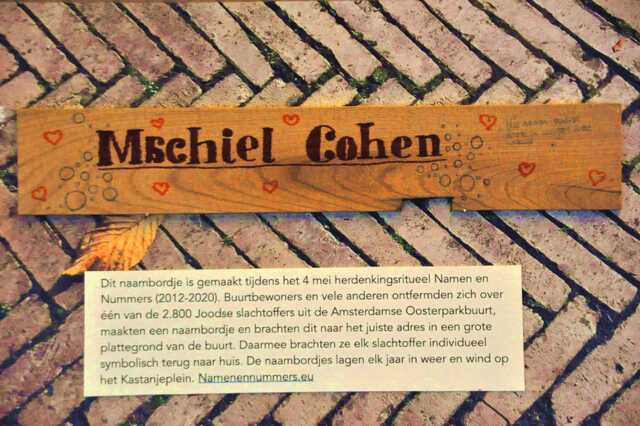 Machiel Cohen
Dit naambordje is gemaakt tijdens het 4 mei herdenkingsritueel Namen en
Nummers (2012-2020). Buurtbewoners en vele anderen ontfermden zich over
één van de 2.800 Joodse slachtoffers uit de Amsterdamse Oosterparkbuurt,
maakten een naambordje en brachten dit naar het juiste adres in een grote
plattegrond van de buurt. Daarmee brachten ze elk slachtoffer individueel
symbolisch terug naar huis. De naambordjes lagen elk jaar in weer en wind op
het Kastanjeplein. Namenennummers.eu